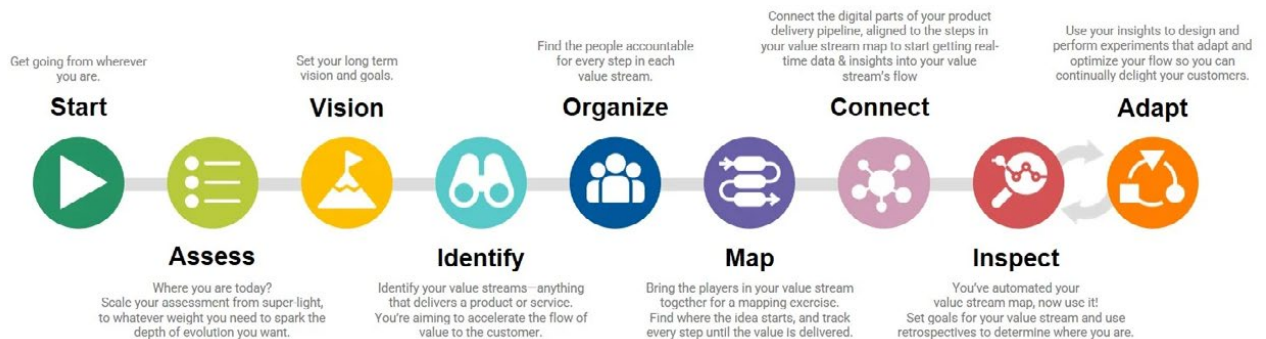 Get going from wherever
you are.
Start
Assess
Where you are today?
Scale your assessment from super-light,
to whatever weight you need to spark the
depth of evolution you want.
Set your long term
vision and goals.
Vision
Identify
Identify your value streams—anything
that delivers a product or service.
You're aiming to accelerate the flow of
value to the customer.
Find the people accountable
for every step in each
value stream.
Organize
Map
Bring the players in your value stream
together for a mapping exercise.
Find where the idea starts, and track
every step until the value is delivered.
Connect the digital parts of your product
delivery pipeline, aligned to the steps in
your value stream map to start getting real-
time data & insights into your value
stream's flow
Connect
Inspect
You've automated your
value stream map, now use it!
Set goals for your value stream and use
retrospectives to determine where you are.
Use your insights to design and
perform experiments that adapt and
optimize your flow so you can
continually delight your customers.
Adapt